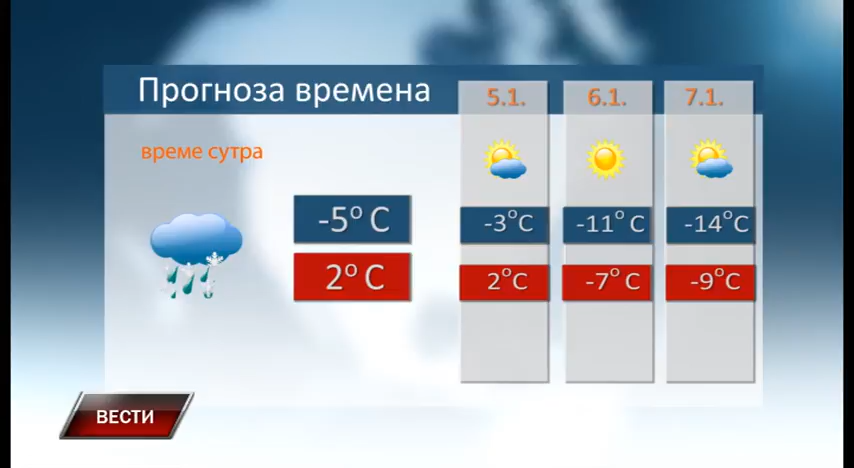 Прогноза времена
време сутра
-5° C
2° C
5.1.
-3°C
2°C
6.1.
-11° C
-7° C
7.1.
-14°C
-9°C
ВЕСТИ